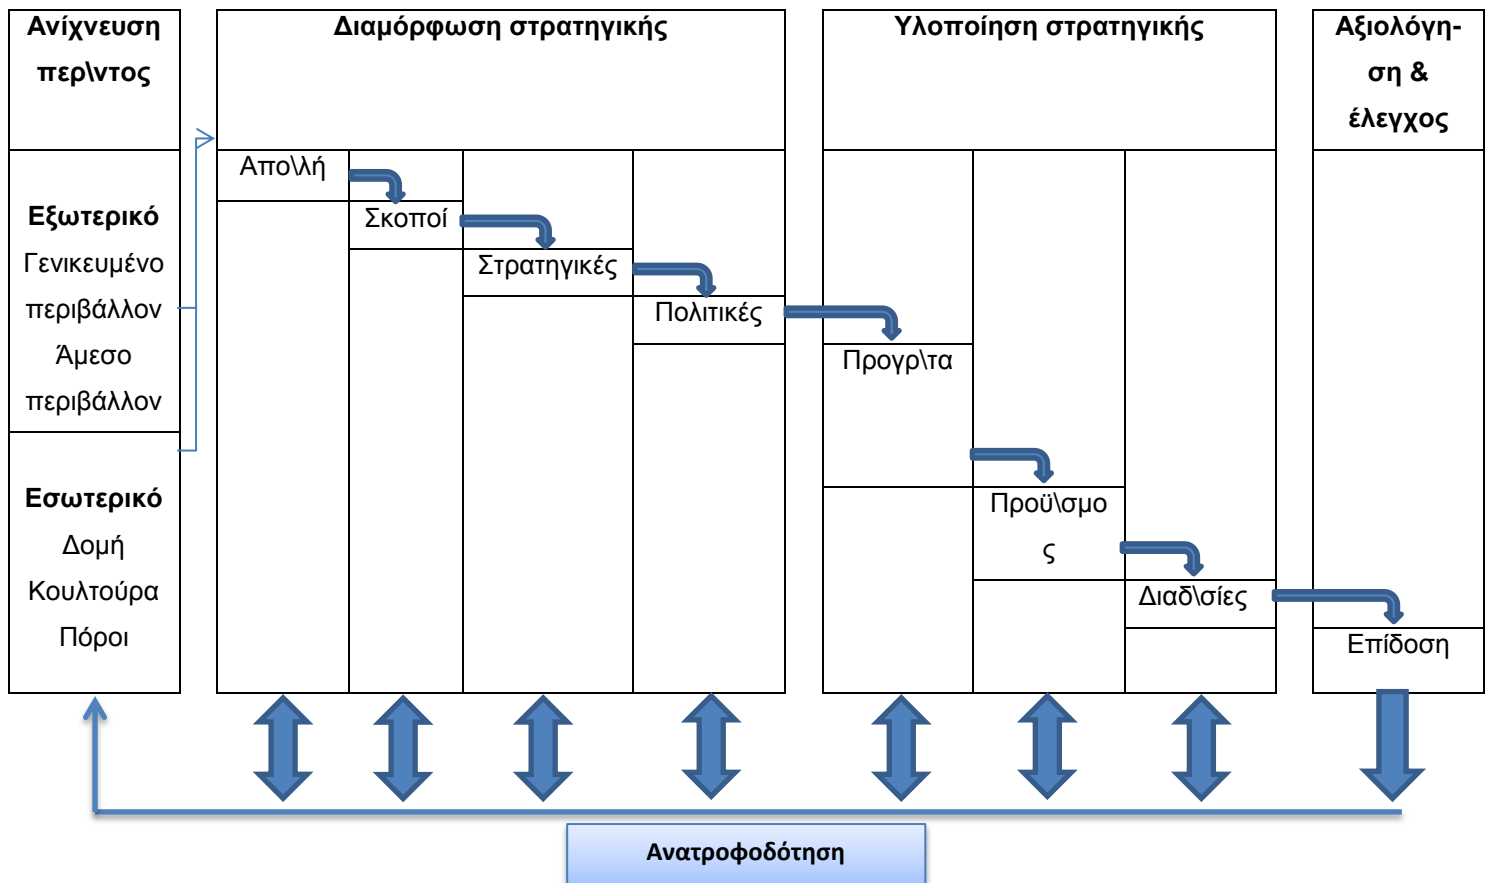 Ανίχνευση
περ\ντος
Διαμόρφωση στρατηγικής
Υλοποίηση στρατηγικής
Αξιολόγη-
ση &
έλεγχος
Εξωτερικό
Γενικευμένο
περιβάλλον
Άμεσο
περιβάλλον
Εσωτερικό
Δομή
Κουλτούρα
Πόροι
Απο\λή
Σκοποί
Στρατηγικές
Πολιτικές
Προγρ\τα
Προϋ\σμο
ς
Διαδ\σίες
Επίδοση
Ανατροφοδότηση